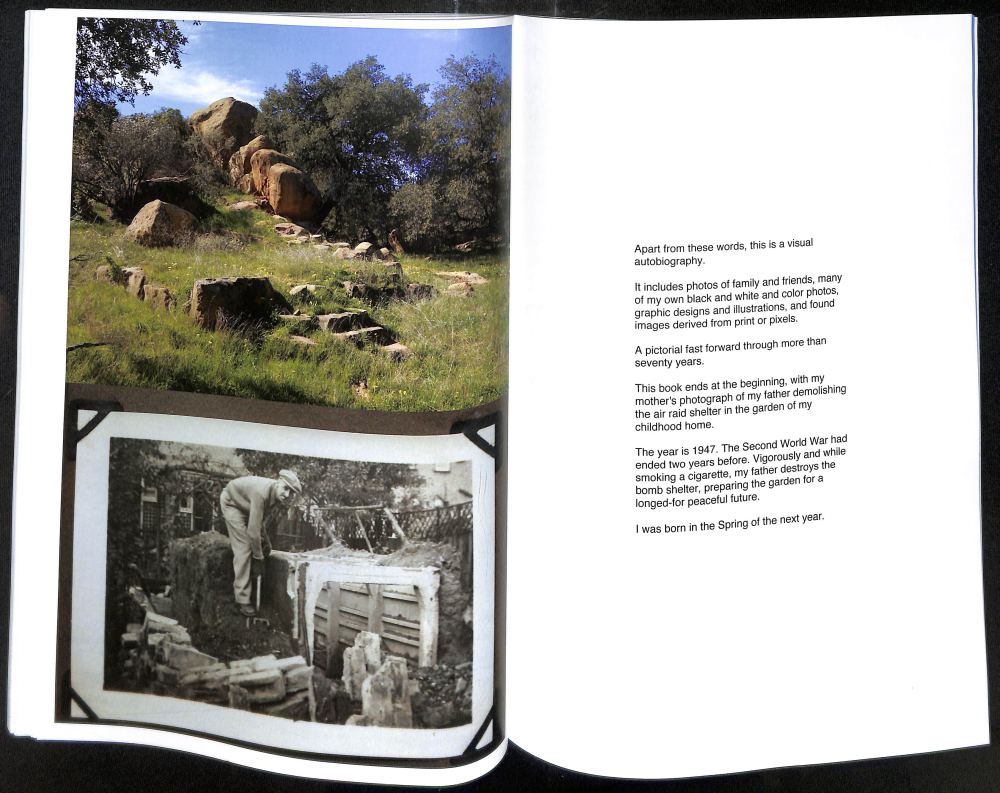 Apart from these words, this is a visual
autobiography.
It includes photos of family and friends, many
of my own black and white and color photos,
graphic designs and illustrations, and found
images derived from print or pixels.
A pictorial fast forward through more than
seventy years.
This book ends at the beginning, with my
mother's photograph of my father demolishing
the air raid shelter in the garden of my
childhood home.
The year is 1947. The Second World War had
ended two years before. Vigorously and while
smoking a cigarette, my father destroys the
bomb shelter, preparing the garden for a
longed-for peaceful future.
I was born in the Spring of the next year.